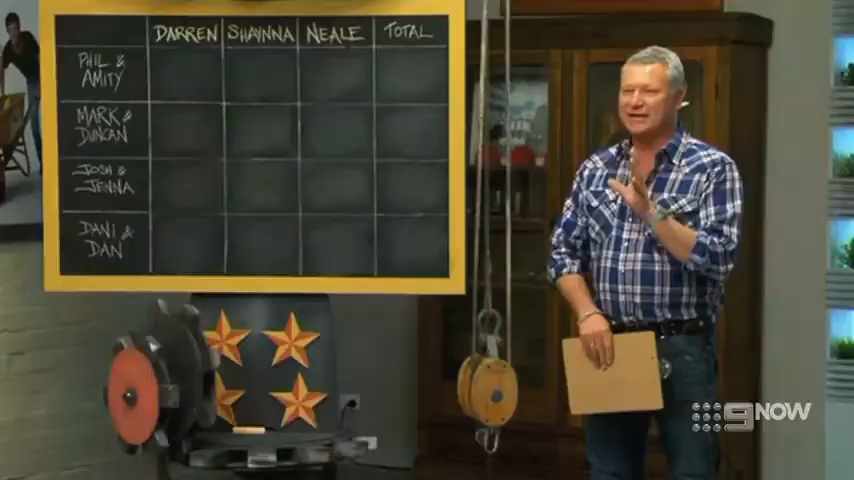 DARREN SHAYNNA NEALE TOTAL
PHIL &
AMITY
MARK &
DUNCAN
JOSH &
JENNA
DANI &
DAN
9NOW